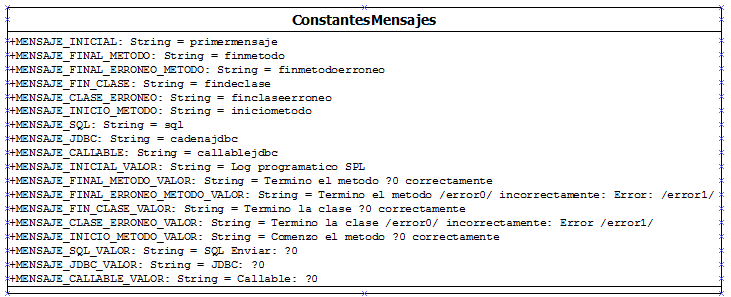 ConstantesMensajes
+MENSAJE_INICIAL: String = primermensaje
+MENSAJE_FINAL_METODO: String = finmetodo
+MENSAJE_FINAL_ERRONEO_METODO: String = finmetodoerroneo
+MENSAJE_FIN_CLASE: String = findeclase
+MENSAJE_CLASE_ERRONEO: String = finclaseerroneo
+MENSAJE_INICIO_METODO: String = iniciometodo
+MENSAJE_SQL: String = sql
+MENSAJE_JDBC: String = cadenajdbc
+MENSAJE_CALLABLE: String = callablejdbc
+MENSAJE_INICIAL_VALOR: String = Log programatico SPL
+MENSAJE_FINAL_METODO_VALOR: String = Termino el metodo ?0 correctamente
+MENSAJE_FINAL_ERRONEO_METODO_VALOR: String = Termino el metodo /error0/ incorrectamente: Error: /error1/
+MENSAJE_FIN_CLASE_VALOR: String = Termino la clase ?0 correctamente
+MENSAJE_CLASE_ERRONEO_VALOR: String = Termino la clase /error0/ incorrectamente: Error /error1/
+MENSAJE_INICIO_METODO_VALOR: String = Comenzo el metodo ?0 correctamente
+MENSAJE_SQL_VALOR: String = SQL Enviar: ?0
+MENSAJE_JDBC_VALOR: String = JDBC: ?0
+MENSAJE_CALLABLE_VALOR: String = Callable: ?0